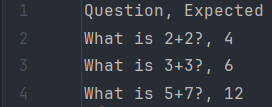 1 Question, Expected
2 What is 2+2?, 4
3 What is 3+3?, 6
4 What is 5+7?, 12